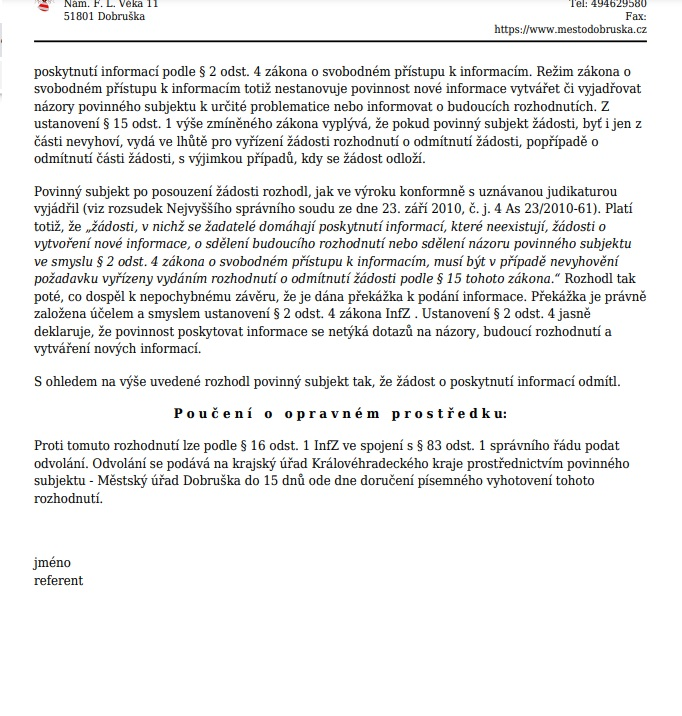 Nám. F. L. Věka 11
51801 Dobruška
Tel: 494629580
Fax:
https://www.mestodobruska.cz
poskytnutí informací podle § 2 odst. 4 zákona o svobodném přístupu k informacím. Režim zákona o
svobodném přístupu k informacím totiž nestanovuje povinnost nové informace vytvářet či vyjadřovat
názory povinného subjektu k určité problematice nebo informovat o budoucích rozhodnutích. Z
ustanovení § 15 odst. 1 výše zmíněného zákona vyplývá, že pokud povinný subjekt žádosti, byť i jen z
části nevyhoví, vydá ve lhůtě pro vyřízení žádosti rozhodnutí o odmítnutí žádosti, popřípadě o
odmítnutí části žádosti, s výjimkou případů, kdy se žádost odloží.
Povinný subjekt po posouzení žádosti rozhodl, jak ve výroku konformně s uznávanou judikaturou
vyjádřil (viz rozsudek Nejvyššího správního soudu ze dne 23. září 2010, č. j. 4 As 23/2010-61). Platí
totiž, že „žádosti, v nichž se žadatelé domáhají poskytnutí informací, které neexistují, žádosti o
vytvoření nové informace, o sdělení budoucího rozhodnutí nebo sdělení názoru povinného subjektu
ve smyslu § 2 odst. 4 zákona o svobodném přístupu k informacím, musí být v případě nevyhovění
požadavku vyřízeny vydáním rozhodnutí o odmítnutí žádosti podle § 15 tohoto zákona.“ Rozhodl tak
poté, co dospěl k nepochybnému závěru, že je dána překážka k podání informace. Překážka je právně
založena účelem a smyslem ustanovení § 2 odst. 4 zákona InfZ . Ustanovení § 2 odst. 4 jasně
deklaruje, že povinnost poskytovat informace se netýká dotazů na názory, budoucí rozhodnutí a
vytváření nových informací.
S ohledem na výše uvedené rozhodl povinný subjekt tak, že žádost o poskytnutí informací odmítl.
Poučení o opravném prostředku:
Proti tomuto rozhodnutí lze podle § 16 odst. 1 InfZ ve spojení s § 83 odst. 1 správního řádu podat
odvolání. Odvolání se podává na krajský úřad Královéhradeckého kraje prostřednictvím povinného
subjektu - Městský úřad Dobruška do 15 dnů ode dne doručení písemného vyhotovení tohoto
rozhodnutí.
jméno
referent